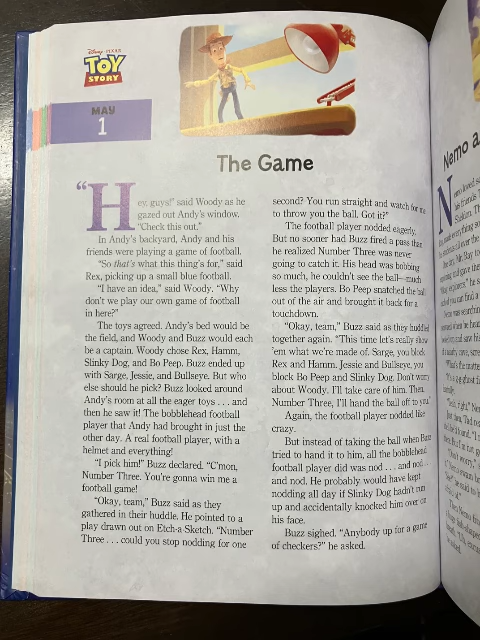 Disney PIXAR
TOY
STORY
MAY
1
The Game
“Hey, guys!” said Woody as he
gazed out Andy’s window.
“Check this out.”
In Andy’s backyard, Andy and his
friends were playing a game of football.
“So that’s what this thing’s for,” said
Rex, picking up a small blue football.
“I have an idea,” said Woody. “Why
don’t we play our own game of football
in here?”
The toys agreed. Andy’s bed would be
the field, and Woody and Buzz would each
be a captain. Woody chose Rex, Hamm,
Slinky Dog, and Bo Peep. Buzz ended up
with Sarge, Jessie, and Bullseye. But who
else should he pick? Buzz looked around
Andy’s room at all the eager toys . . . and
then he saw it! The bobblehead football
player that Andy had brought in just the
other day. A real football player, with a
helmet and everything!
“I pick him!” Buzz declared. “C’mon,
Number Three. You’re gonna win me a
football game!
“Okay, team,” Buzz said as they
gathered in their huddle. He pointed to a
play drawn out on Etch-a Sketch. “Number
Three . . . could you stop nodding for one
second? You run straight and watch for me
to throw you the ball. Got it?”
The football player nodded eagerly.
But no sooner had Buzz fired a pass than
he realized Number Three was never
going to catch it. His head was bobbing
so much, he couldn’t see the ball—much
less the players. Bo Peep snatched the ball
out of the air and brought it back for a
touchdown.
“Okay, team,” Buzz said as they huddled
together again. “This time let’s really show
’em what we’re made of. Sarge, you block
Rex and Hamm. Jessie and Bullseye, you
block Bo Peep and Slinky Dog. Don’t worry
about Woody. I’ll take care of him. Then
Number Three, I’ll hand the ball off to you.”
Again, the football player nodded like
crazy.
But instead of taking the ball when Buzz
tried to hand it to him, all the bobblehead
football player did was nod . . . and nod . . .
and nod. He probably would have kept
nodding all day if Slinky Dog hadn’t run
up and accidentally knocked him over on
his face.
Buzz sighed. “Anybody up for a game
of checkers?” he asked.
Nemo a